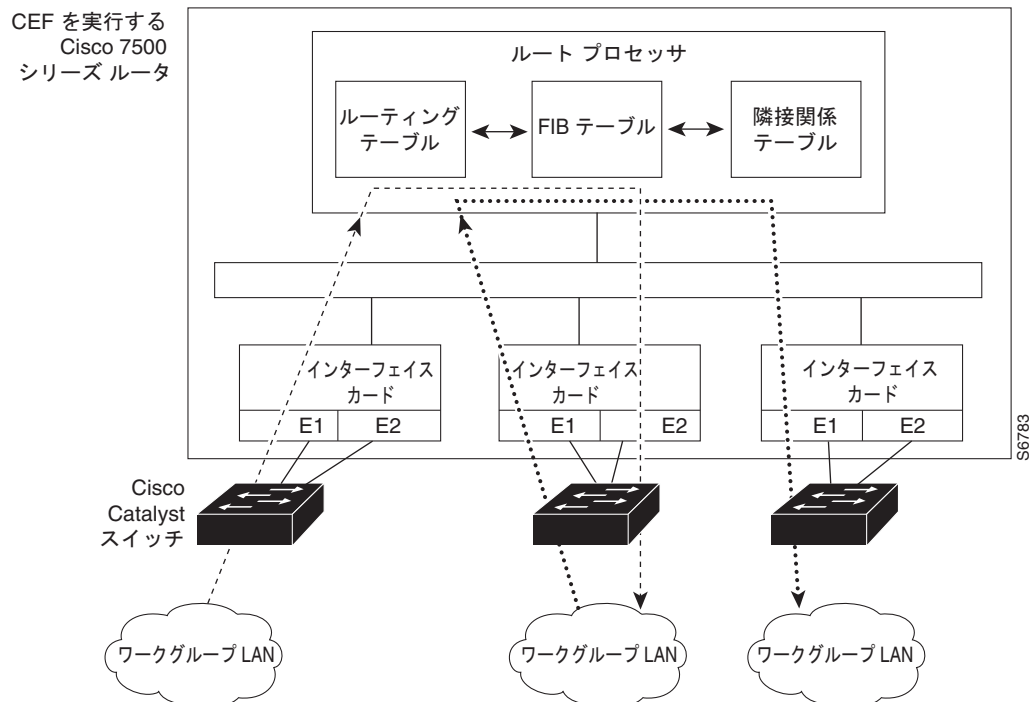 CEF を実行する
Cisco 7500
シリーズ ルータ
ルート プロセッサ
ルーティング
テーブル
FIB テーブル
隣接関係
テーブル
インターフェイス
カード
E1
E2
インターフェイス
カード
E1
E2
インターフェイス
カード
E1
E2
S6783
Cisco
Catalyst
スイッチ
ワークグループ LAN
ワークグループ LAN
ワークグループ LAN